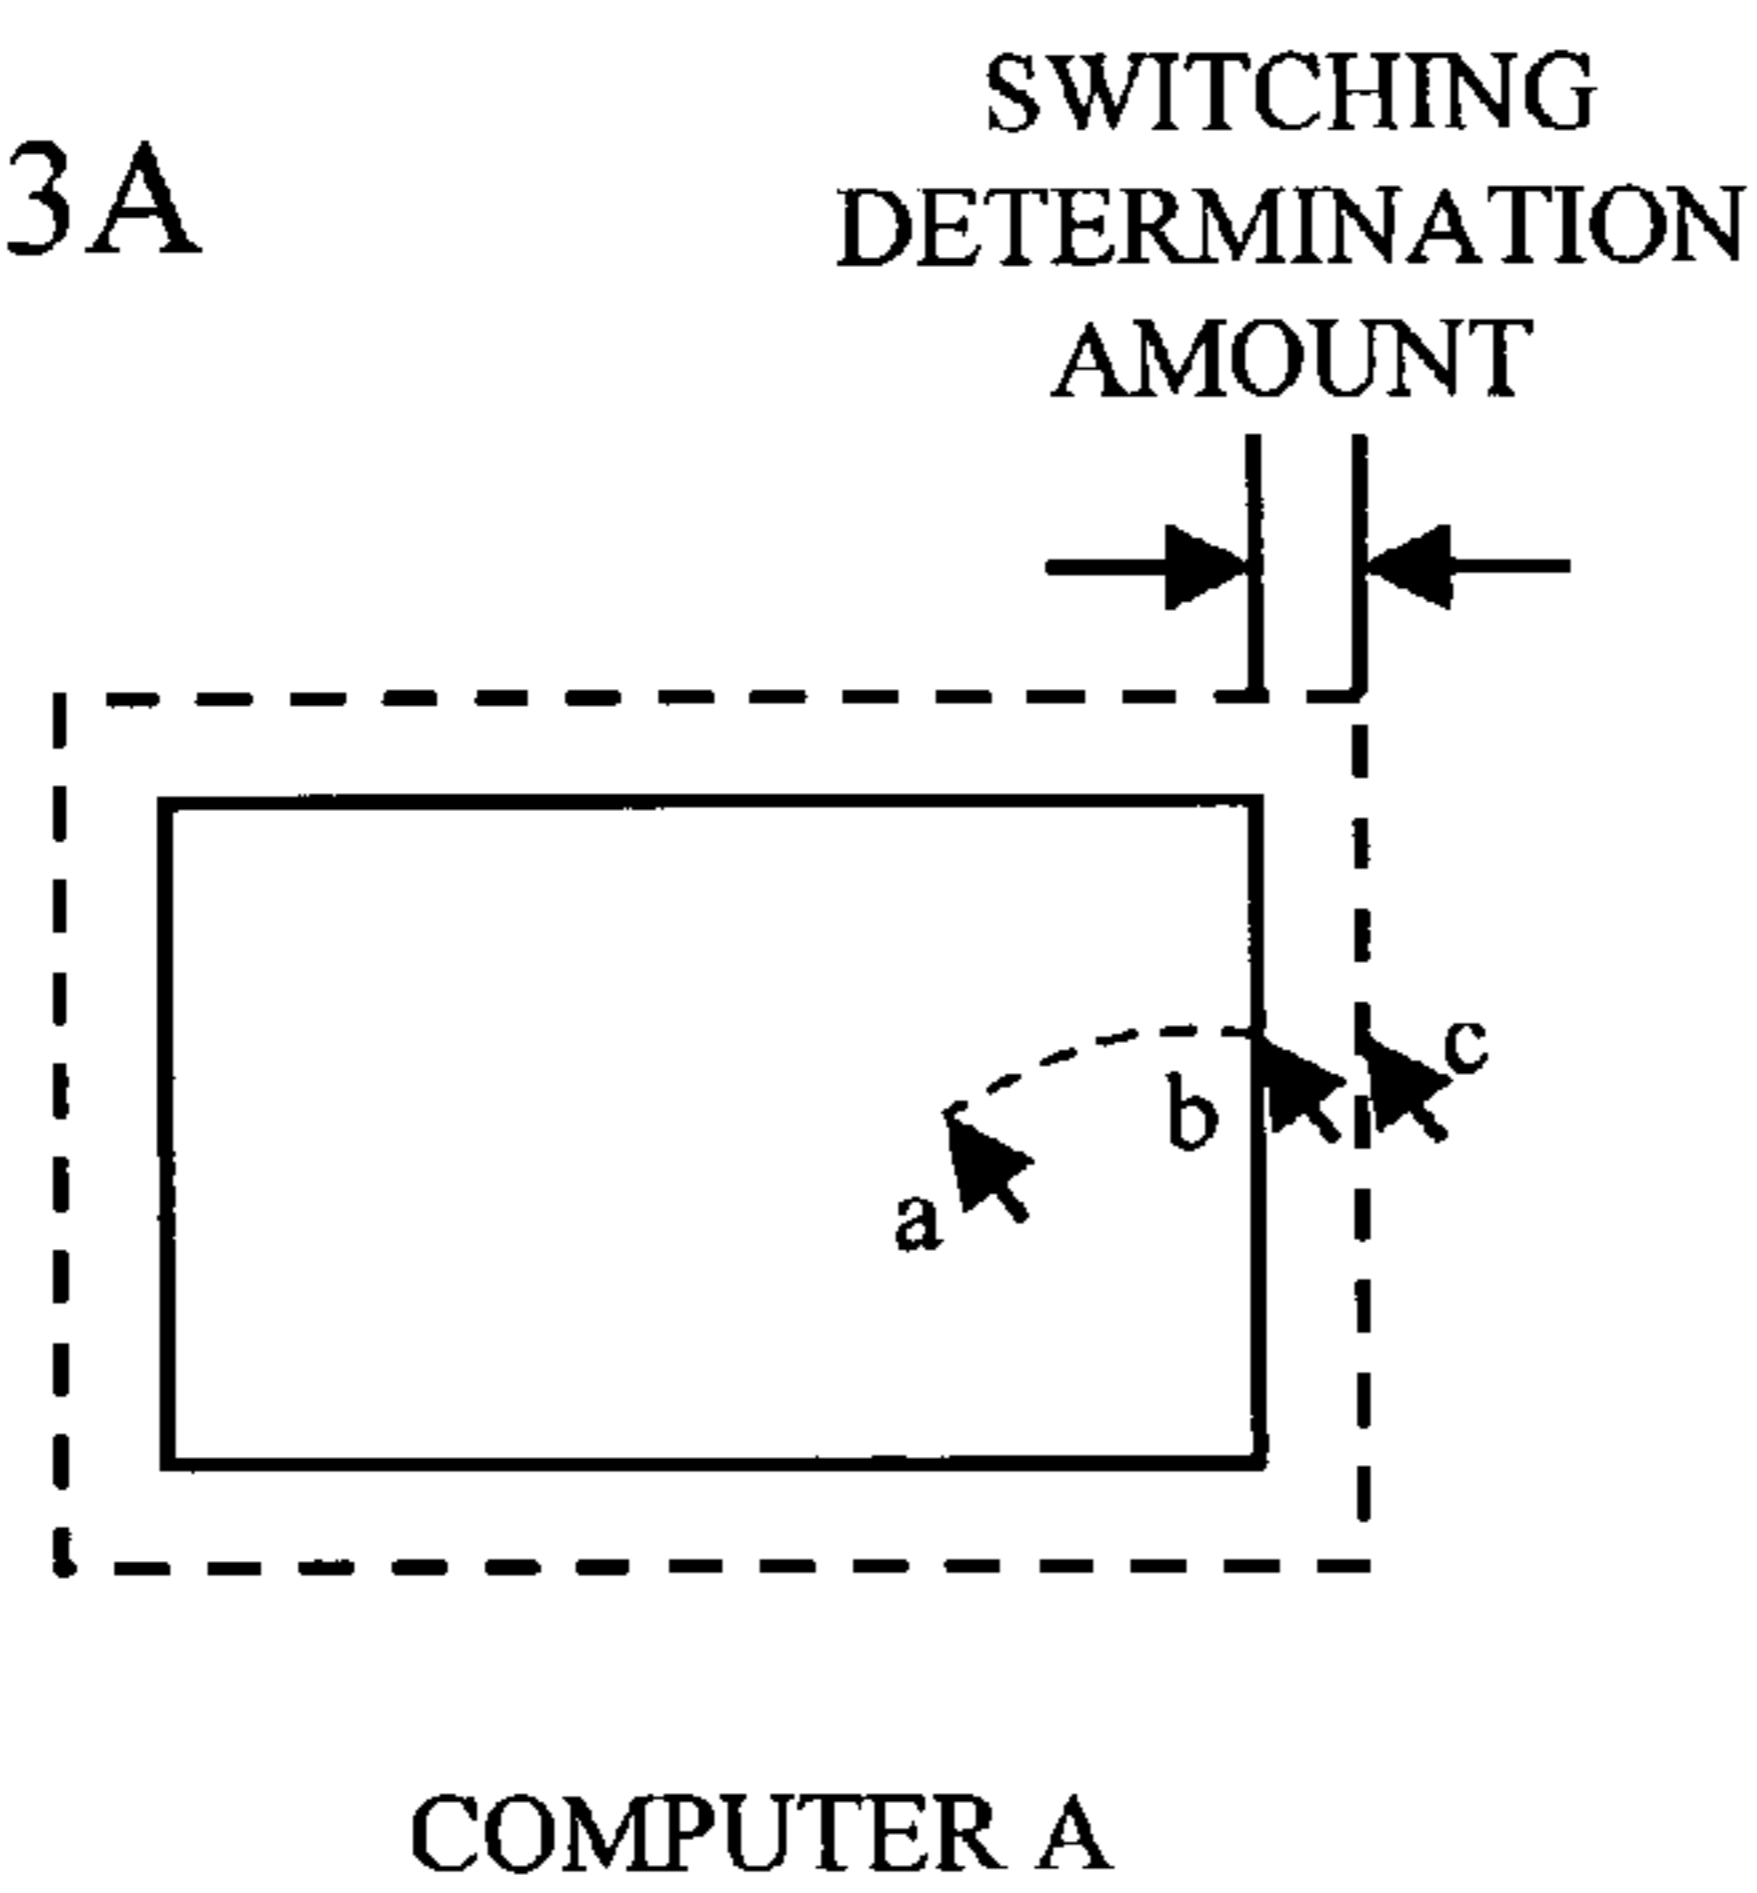 3A
SWITCHING
DETERMINATION
AMOUNT
c
b
a
COMPUTER A